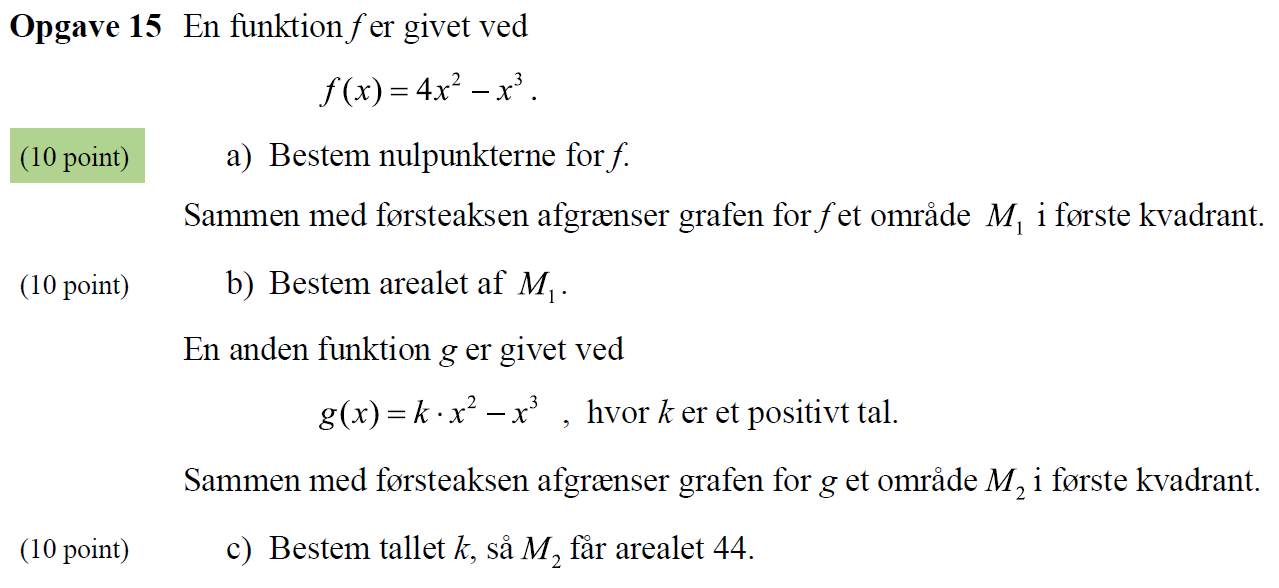 Opgave 15 En funktion f er givet ved
f(x) = 4x² − x³ .
(10 point) a) Bestem nulpunkterne for f.
Sammen med førsteaksen afgrænser grafen for f et område M₁ i første kvadrant.
(10 point) b) Bestem arealet af M₁.
En anden funktion g er givet ved
g(x) = k · x² − x³ , hvor k er et positivt tal.
Sammen med førsteaksen afgrænser grafen for g et område M₂ i første kvadrant.
(10 point) c) Bestem tallet k, så M₂ får arealet 44.